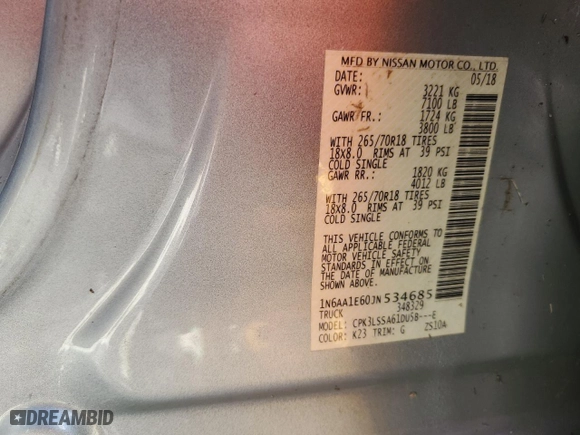 MFD BY NISSAN MOTOR CO., LTD.
DATE: 05/18
GVWR: 3221 KG
7100 LB
GAWR FR.: 1724 KG
3800 LB
WITH 265/70R18 TIRES
18X8.0 RIMS AT 39 PSI
COLD SINGLE
GAWR RR.: 1820 KG
4012 LB
WITH 265/70R18 TIRES
18X8.0 RIMS AT 39 PSI
COLD SINGLE
THIS VEHICLE CONFORMS TO
ALL APPLICABLE FEDERAL
MOTOR VEHICLE SAFETY
STANDARDS IN EFFECT ON
THE DATE OF MANUFACTURE
SHOWN ABOVE.
1N6AA1E60JN534685
TRUCK 348329
MODEL: CPK3LSSA61DU5B---E
COLOR: K23 TRIM: G ZS10A
DREAMBID